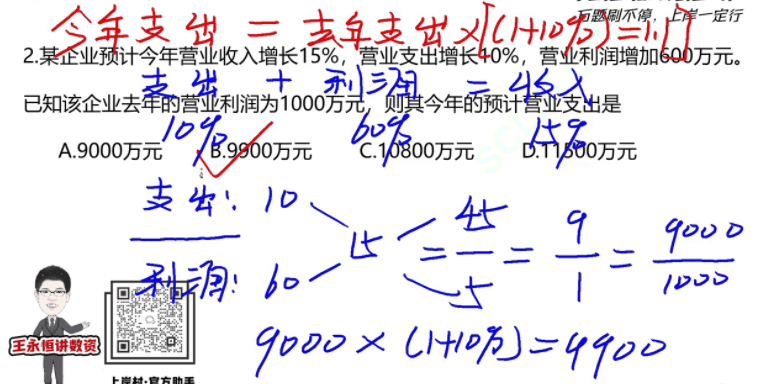 万题刷不停，上岸一定行
今年支出 = 去年支出×[(1+10%)=1.1]
2.某企业预计今年营业收入增长15%，营业支出增长10%，营业利润增加600万元。
支出 + 利润 = 收入
已知该企业去年的营业利润为1000万元，则其今年的预计营业支出是
10% 60% 15%
A.9000万元 B.9900万元 C.10800万元 D.11500万元
支出: 10
15 = 45/5 = 9/1 = 9000/1000
利润: 60
王永恒讲数资
9000 × (1+10%) = 9900
上岸村·官方助手